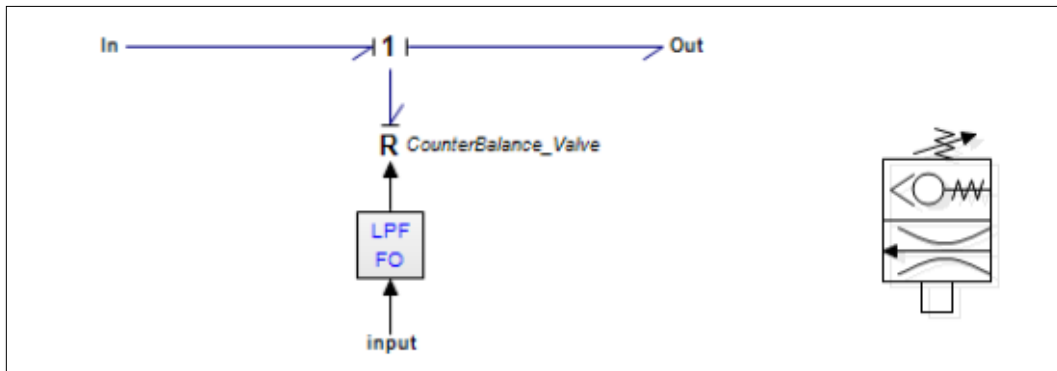 In 1 Out
R CounterBalance_Valve
LPF
FO
input